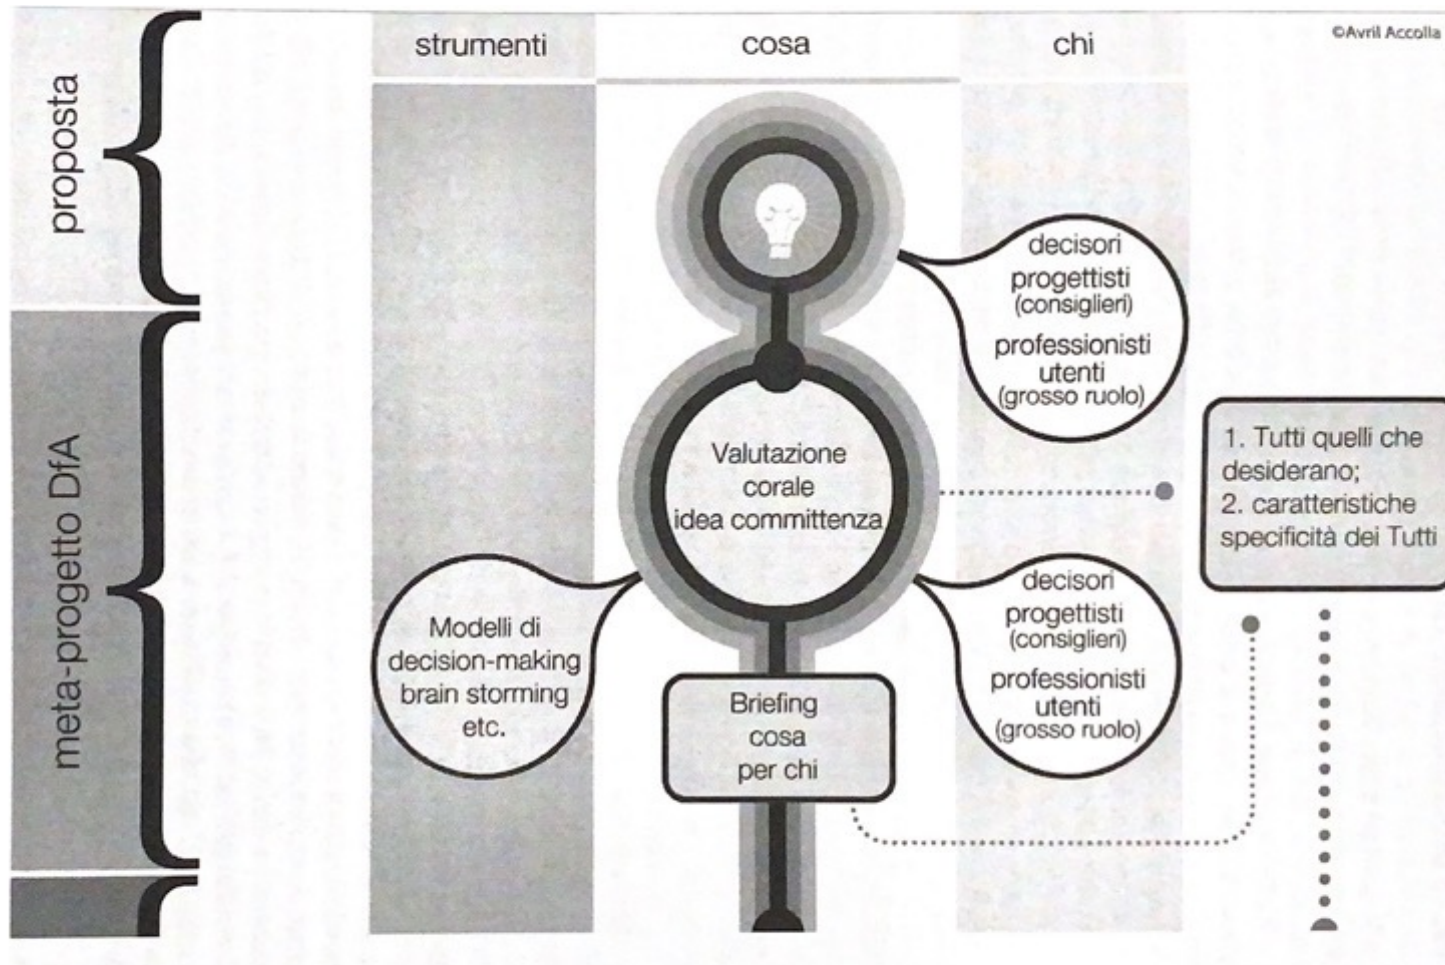 strumenti
cosa
chi
©Avril Accolla
proposta
decisori
progettisti
(consiglieri)
professionisti
utenti
(grosso ruolo)
meta-progetto DfA
Valutazione
corale
idea committenza
1. Tutti quelli che
desiderano;
2. caratteristiche
specificità dei Tutti
Modelli di
decision-making
brain storming
etc.
Briefing
cosa
per chi
decisori
progettisti
(consiglieri)
professionisti
utenti
(grosso ruolo)